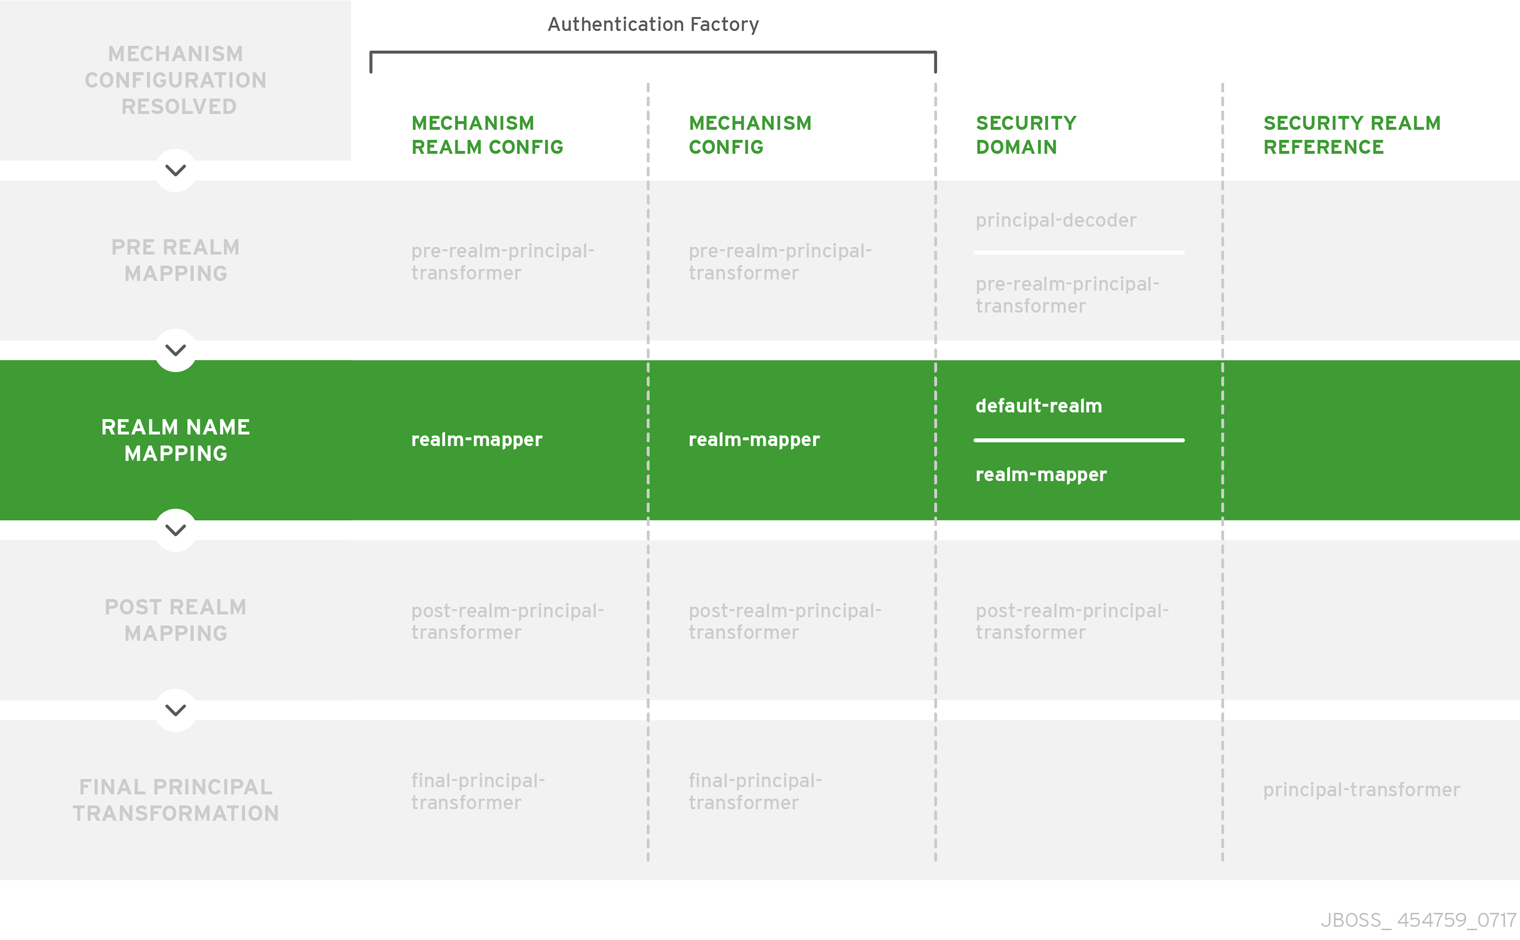 Authentication Factory
MECHANISM
CONFIGURATION
RESOLVED
MECHANISM
REALM CONFIG
MECHANISM
CONFIG
SECURITY
DOMAIN
SECURITY REALM
REFERENCE
PRE REALM
MAPPING
pre-realm-principal-
transformer
pre-realm-principal-
transformer
principal-decoder
pre-realm-principal-
transformer
REALM NAME
MAPPING
realm-mapper
realm-mapper
default-realm
realm-mapper
POST REALM
MAPPING
post-realm-principal-
transformer
post-realm-principal-
transformer
post-realm-principal-
transformer
FINAL PRINCIPAL
TRANSFORMATION
final-principal-
transformer
final-principal-
transformer
principal-transformer
JBOSS_ 454759_0717